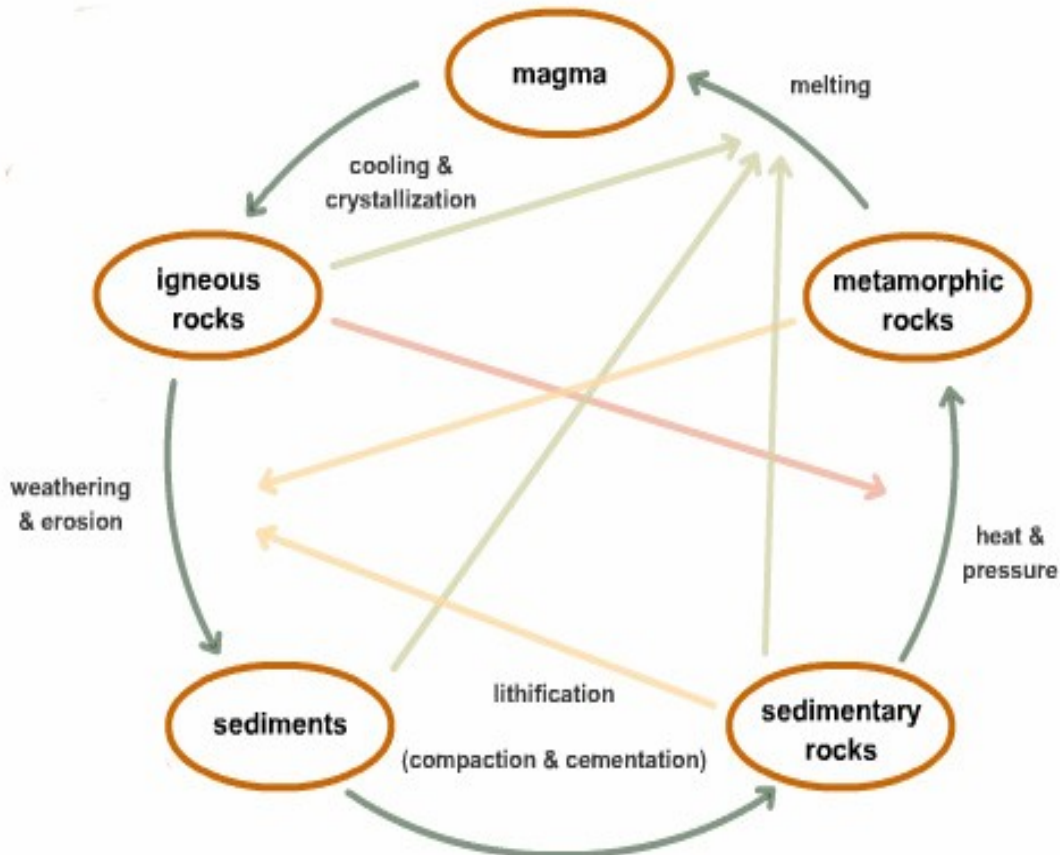 magma
melting
cooling &
crystallization
igneous
rocks
metamorphic
rocks
weathering
& erosion
heat &
pressure
sediments
lithification
(compaction & cementation)
sedimentary
rocks